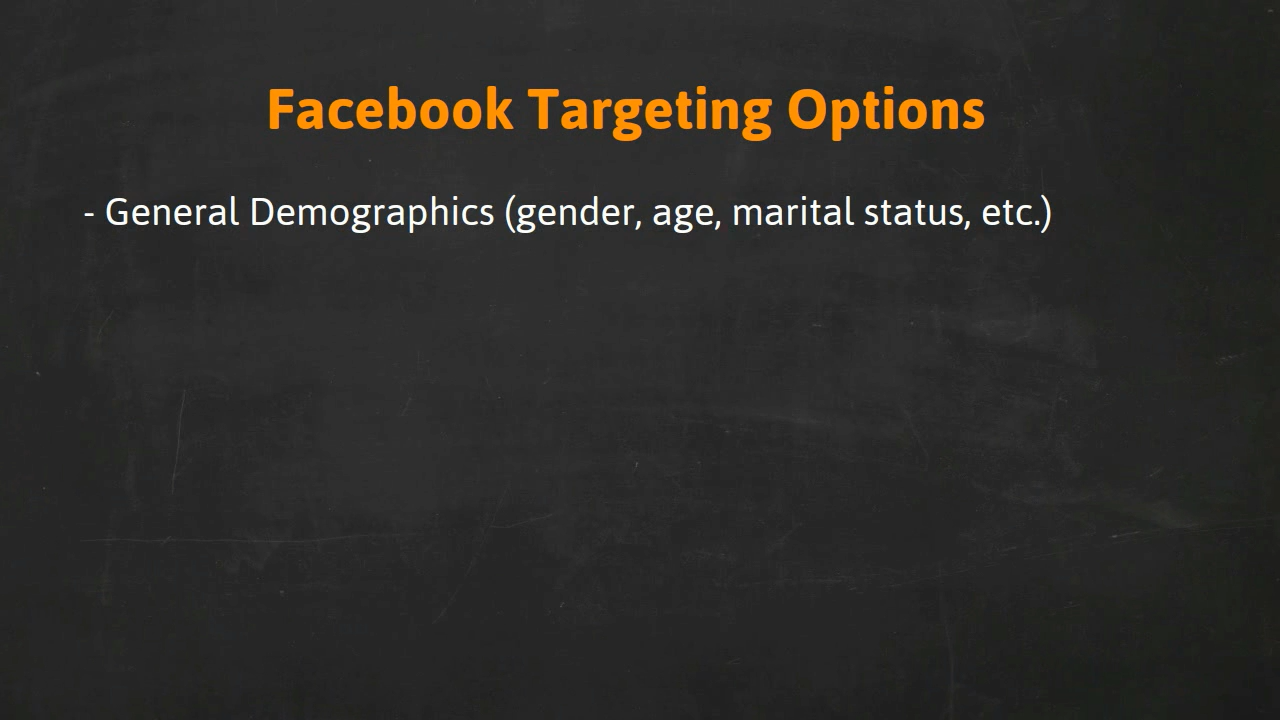 Facebook Targeting Options
- General Demographics (gender, age, marital status, etc.)